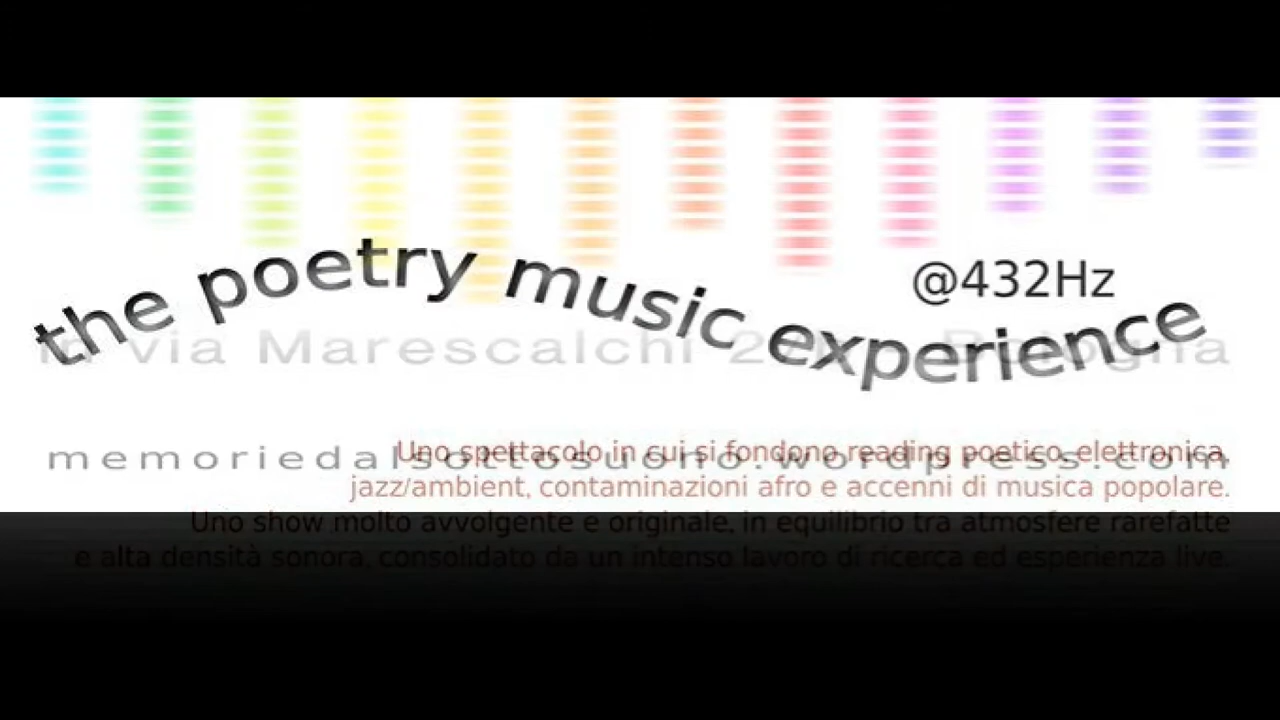 the poetry music experience
@432Hz
in via Marescalchi Bologna
memoriedalsottosuono.wordpress.com
Uno spettacolo in cui si fondono reading poetico, elettronica,
jazz/ambient, contaminazioni afro e accenni di musica popolare.
Uno show molto avvolgente e originale, in equilibrio tra atmosfere rarefatte
e alta densità sonora, consolidato da un intenso lavoro di ricerca ed esperienza live.